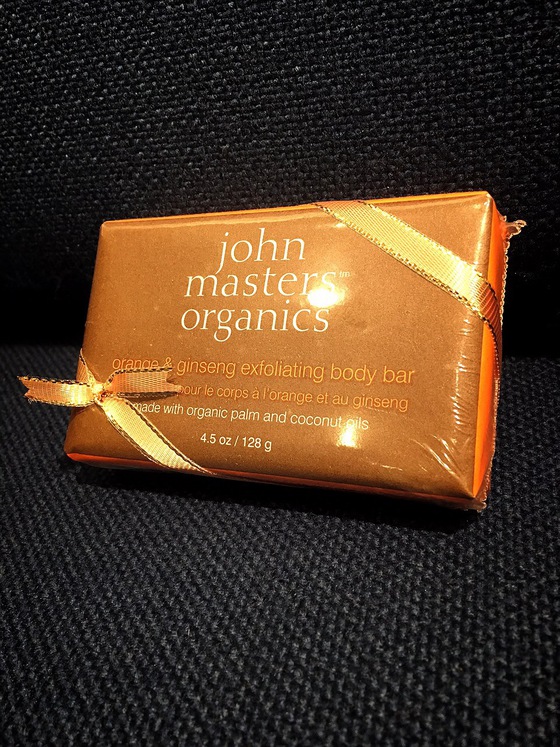 john
masters™
organics
orange & ginseng exfoliating body bar
pour le corps à l'orange et au ginseng
made with organic palm and coconut oils
4.5 oz / 128 g